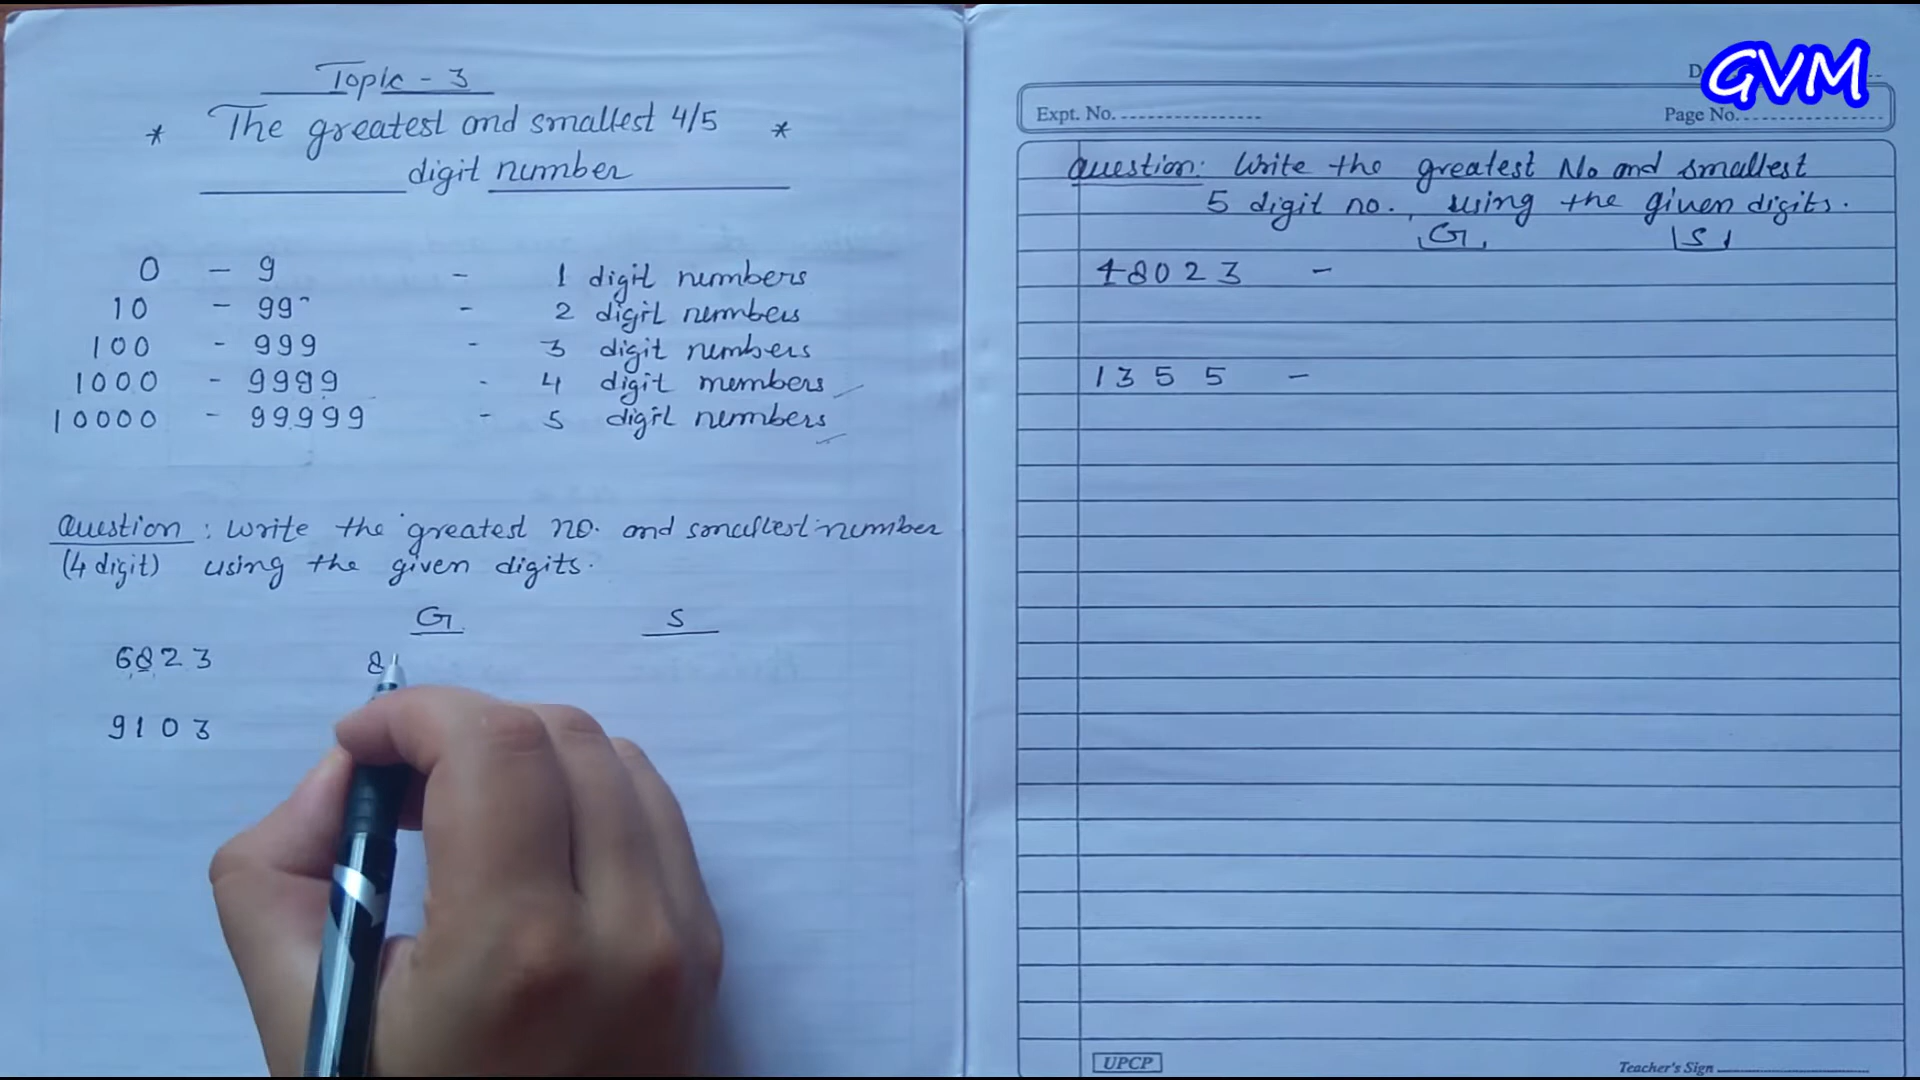 Topic - 3
* The greatest and smallest 4/5 *
digit number
0 - 9 - 1 digit numbers
10 - 99 - 2 digit numbers
100 - 999 - 3 digit numbers
1000 - 9999 - 4 digit members
10000 - 99999 - 5 digit numbers
Question : Write the greatest no. and smallest number
(4 digit) using the given digits.
G S
6823 8
9103
GVM
Expt. No.
Page No.
Question: Write the greatest No and smallest
5 digit no. using the given digits.
G S
48023 -
1355 -
UPCP
Teacher's Sign